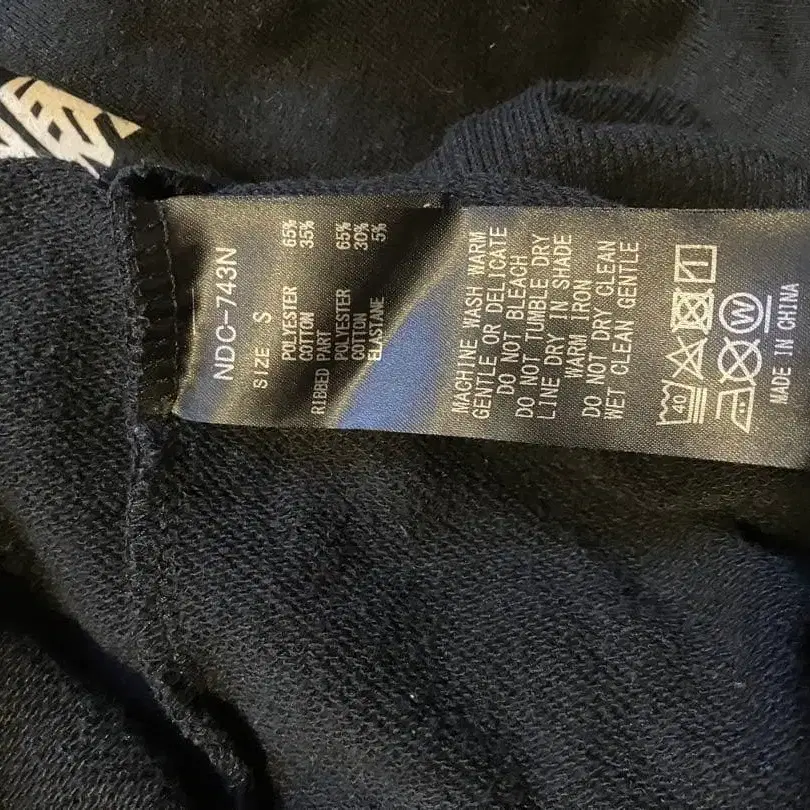 NDC-743N
SIZE S
POLYESTER 65%
COTTON 35%
RIBBED PART
POLYESTER 65%
COTTON 30%
ELASTANE 5%
MACHINE WASH WARM
GENTLE OR DELICATE
DO NOT BLEACH
DO NOT TUMBLE DRY
LINE DRY IN SHADE
WARM IRON
DO NOT DRY CLEAN
WET CLEAN GENTLE
40
W
MADE IN CHINA